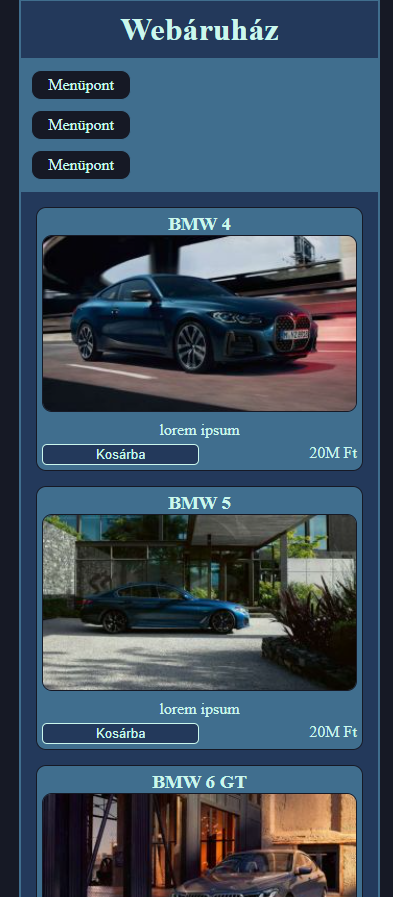 Webáruház
Menüpont
Menüpont
Menüpont
BMW 4
lorem ipsum
Kosárba 20M Ft
BMW 5
lorem ipsum
Kosárba 20M Ft
BMW 6 GT